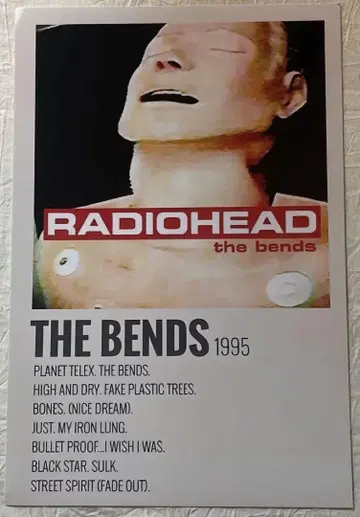 RADIOHEAD
the bends
THE BENDS 1995
PLANET TELEX. THE BENDS.
HIGH AND DRY. FAKE PLASTIC TREES.
BONES. (NICE DREAM).
JUST. MY IRON LUNG.
BULLET PROOF...I WISH I WAS.
BLACK STAR. SULK.
STREET SPIRIT (FADE OUT).